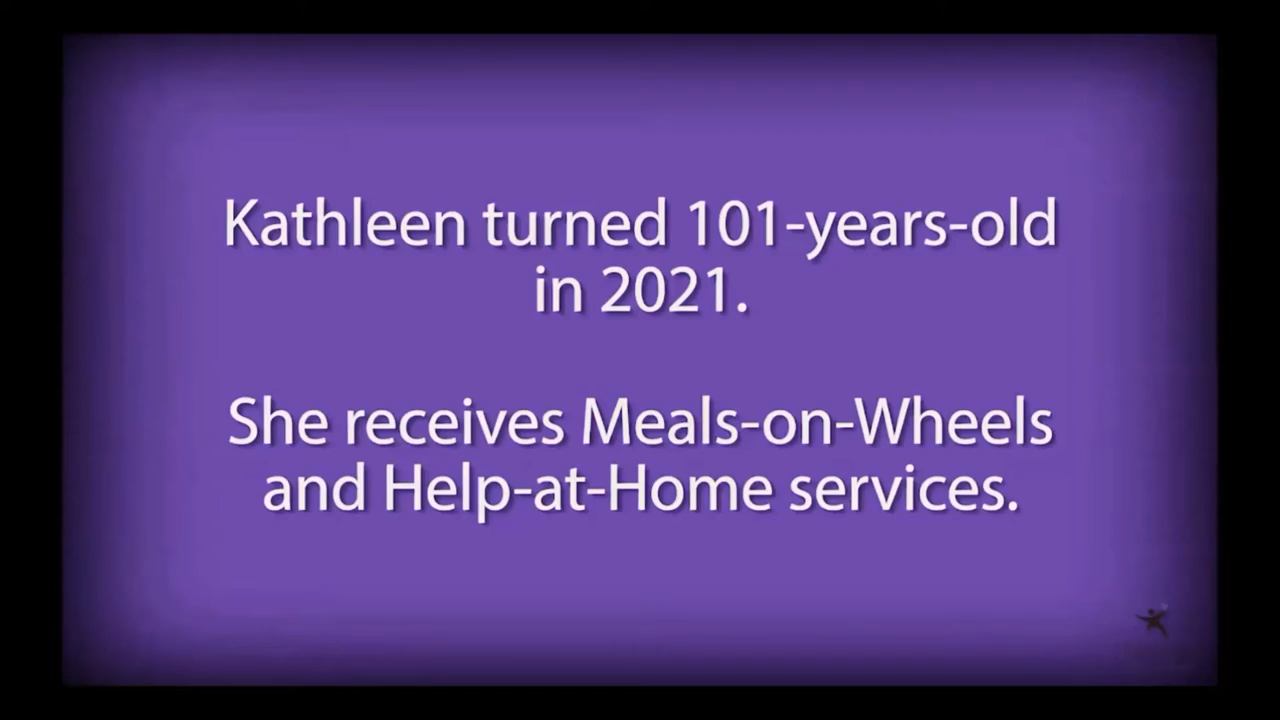 Kathleen turned 101-years-old
in 2021.
She receives Meals-on-Wheels
and Help-at-Home services.